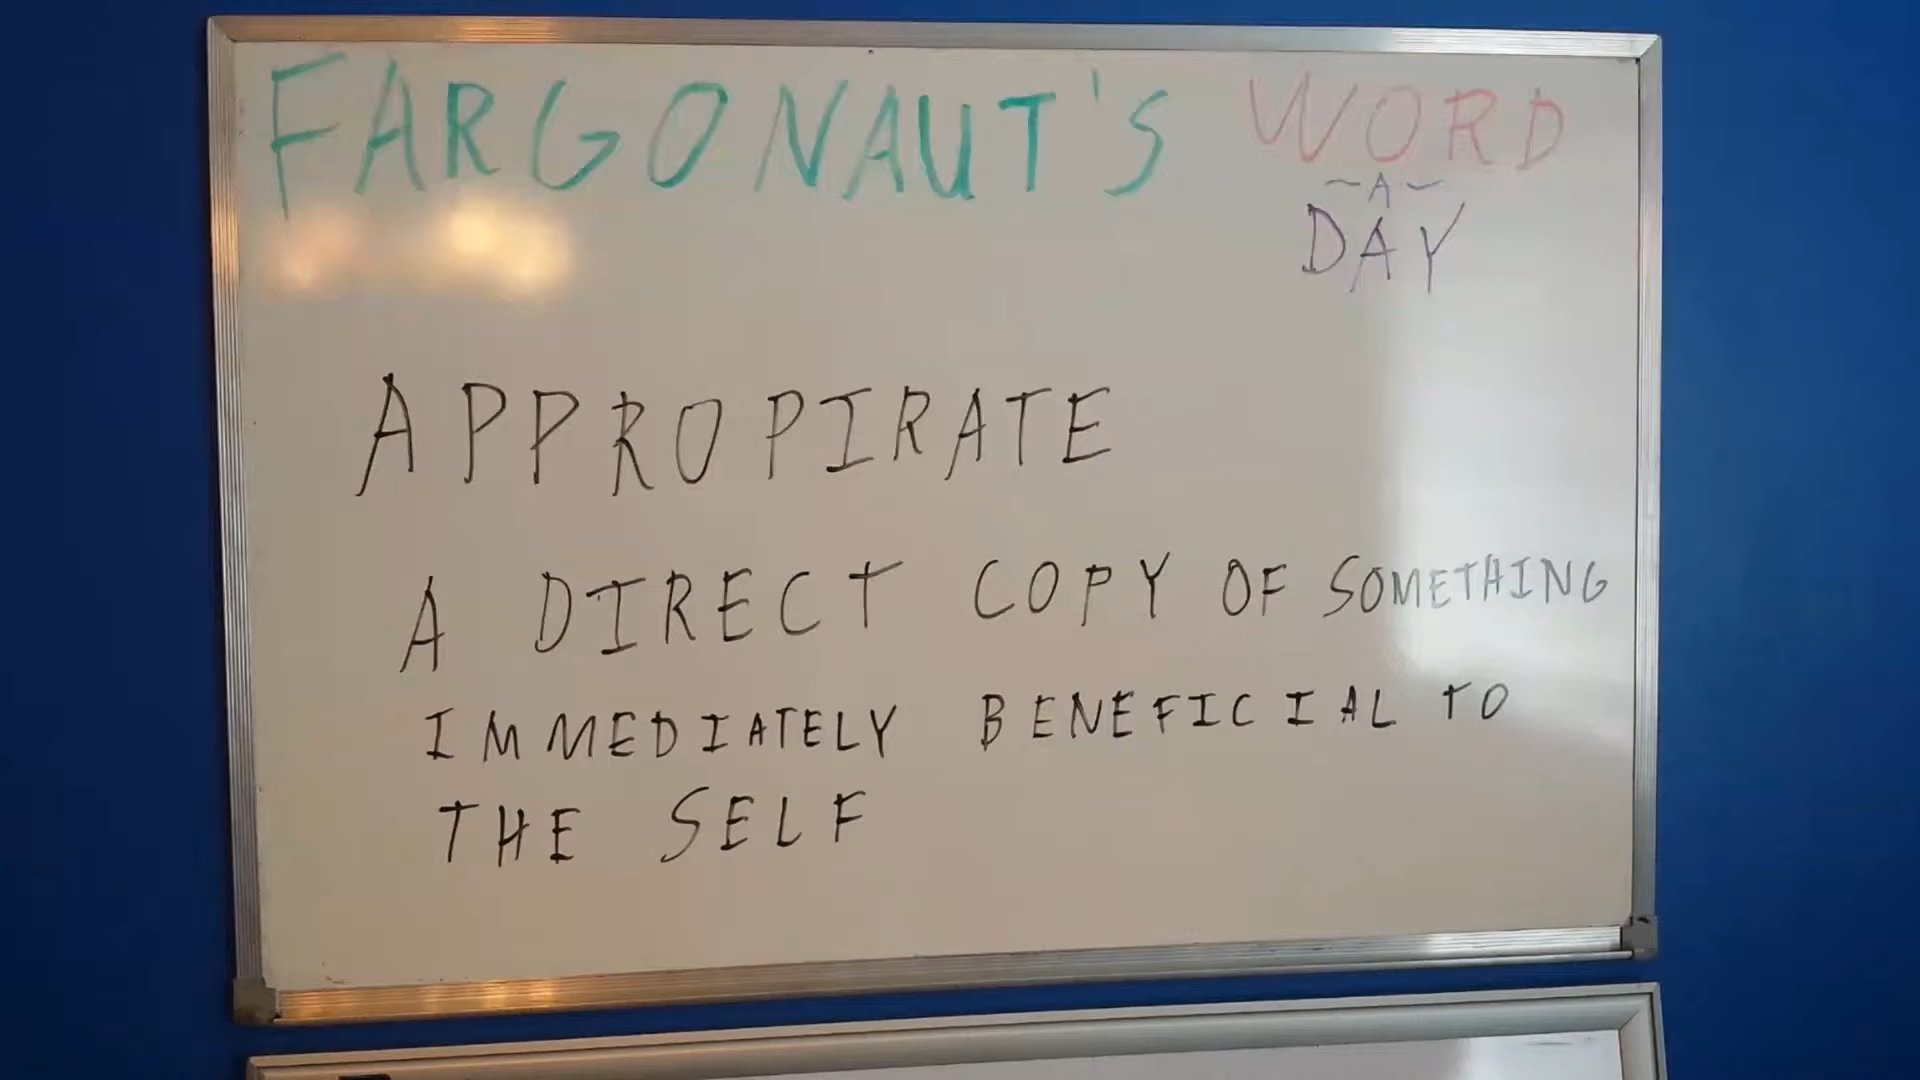 FARGONAUT'S WORD
~A~
DAY
APPROPIRATE
A DIRECT COPY OF SOMETHING
IMMEDIATELY BENEFICIAL TO
THE SELF